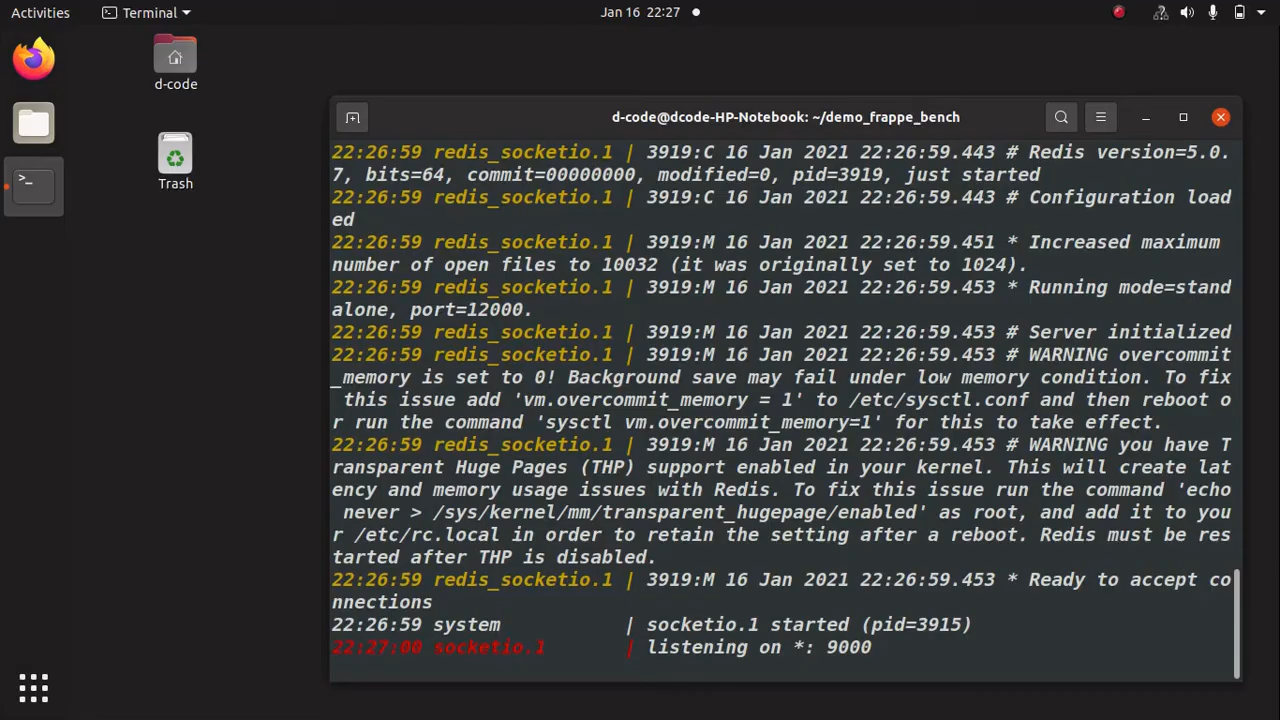 Activities
Terminal
Jan 16 22:27
d-code
Trash
d-code@dcode-HP-Notebook: ~/demo_frappe_bench
22:26:59 redis_socketio.1 | 3919:C 16 Jan 2021 22:26:59.443 # Redis version=5.0.
7, bits=64, commit=00000000, modified=0, pid=3919, just started
22:26:59 redis_socketio.1 | 3919:C 16 Jan 2021 22:26:59.443 # Configuration load
ed
22:26:59 redis_socketio.1 | 3919:M 16 Jan 2021 22:26:59.451 * Increased maximum
number of open files to 10032 (it was originally set to 1024).
22:26:59 redis_socketio.1 | 3919:M 16 Jan 2021 22:26:59.453 * Running mode=stand
alone, port=12000.
22:26:59 redis_socketio.1 | 3919:M 16 Jan 2021 22:26:59.453 # Server initialized
22:26:59 redis_socketio.1 | 3919:M 16 Jan 2021 22:26:59.453 # WARNING overcommit
_memory is set to 0! Background save may fail under low memory condition. To fix
this issue add 'vm.overcommit_memory = 1' to /etc/sysctl.conf and then reboot o
r run the command 'sysctl vm.overcommit_memory=1' for this to take effect.
22:26:59 redis_socketio.1 | 3919:M 16 Jan 2021 22:26:59.453 # WARNING you have T
ransparent Huge Pages (THP) support enabled in your kernel. This will create lat
ency and memory usage issues with Redis. To fix this issue run the command 'echo
never > /sys/kernel/mm/transparent_hugepage/enabled' as root, and add it to you
r /etc/rc.local in order to retain the setting after a reboot. Redis must be res
tarted after THP is disabled.
22:26:59 redis_socketio.1 | 3919:M 16 Jan 2021 22:26:59.453 * Ready to accept co
nnections
22:26:59 system | socketio.1 started (pid=3915)
22:27:00 socketio.1 | listening on *: 9000